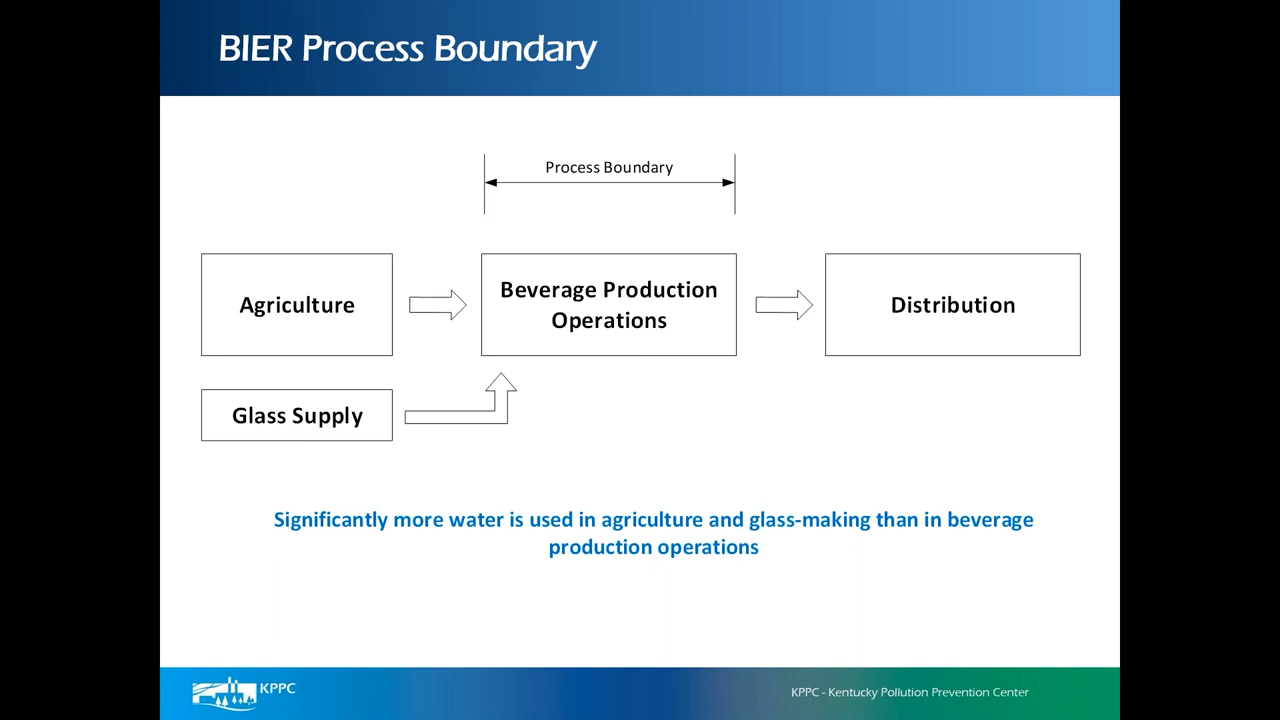 BIER Process Boundary
Process Boundary
Agriculture
Beverage Production
Operations
Distribution
Glass Supply
Significantly more water is used in agriculture and glass-making than in beverage
production operations
KPPC
KPPC - Kentucky Pollution Prevention Center